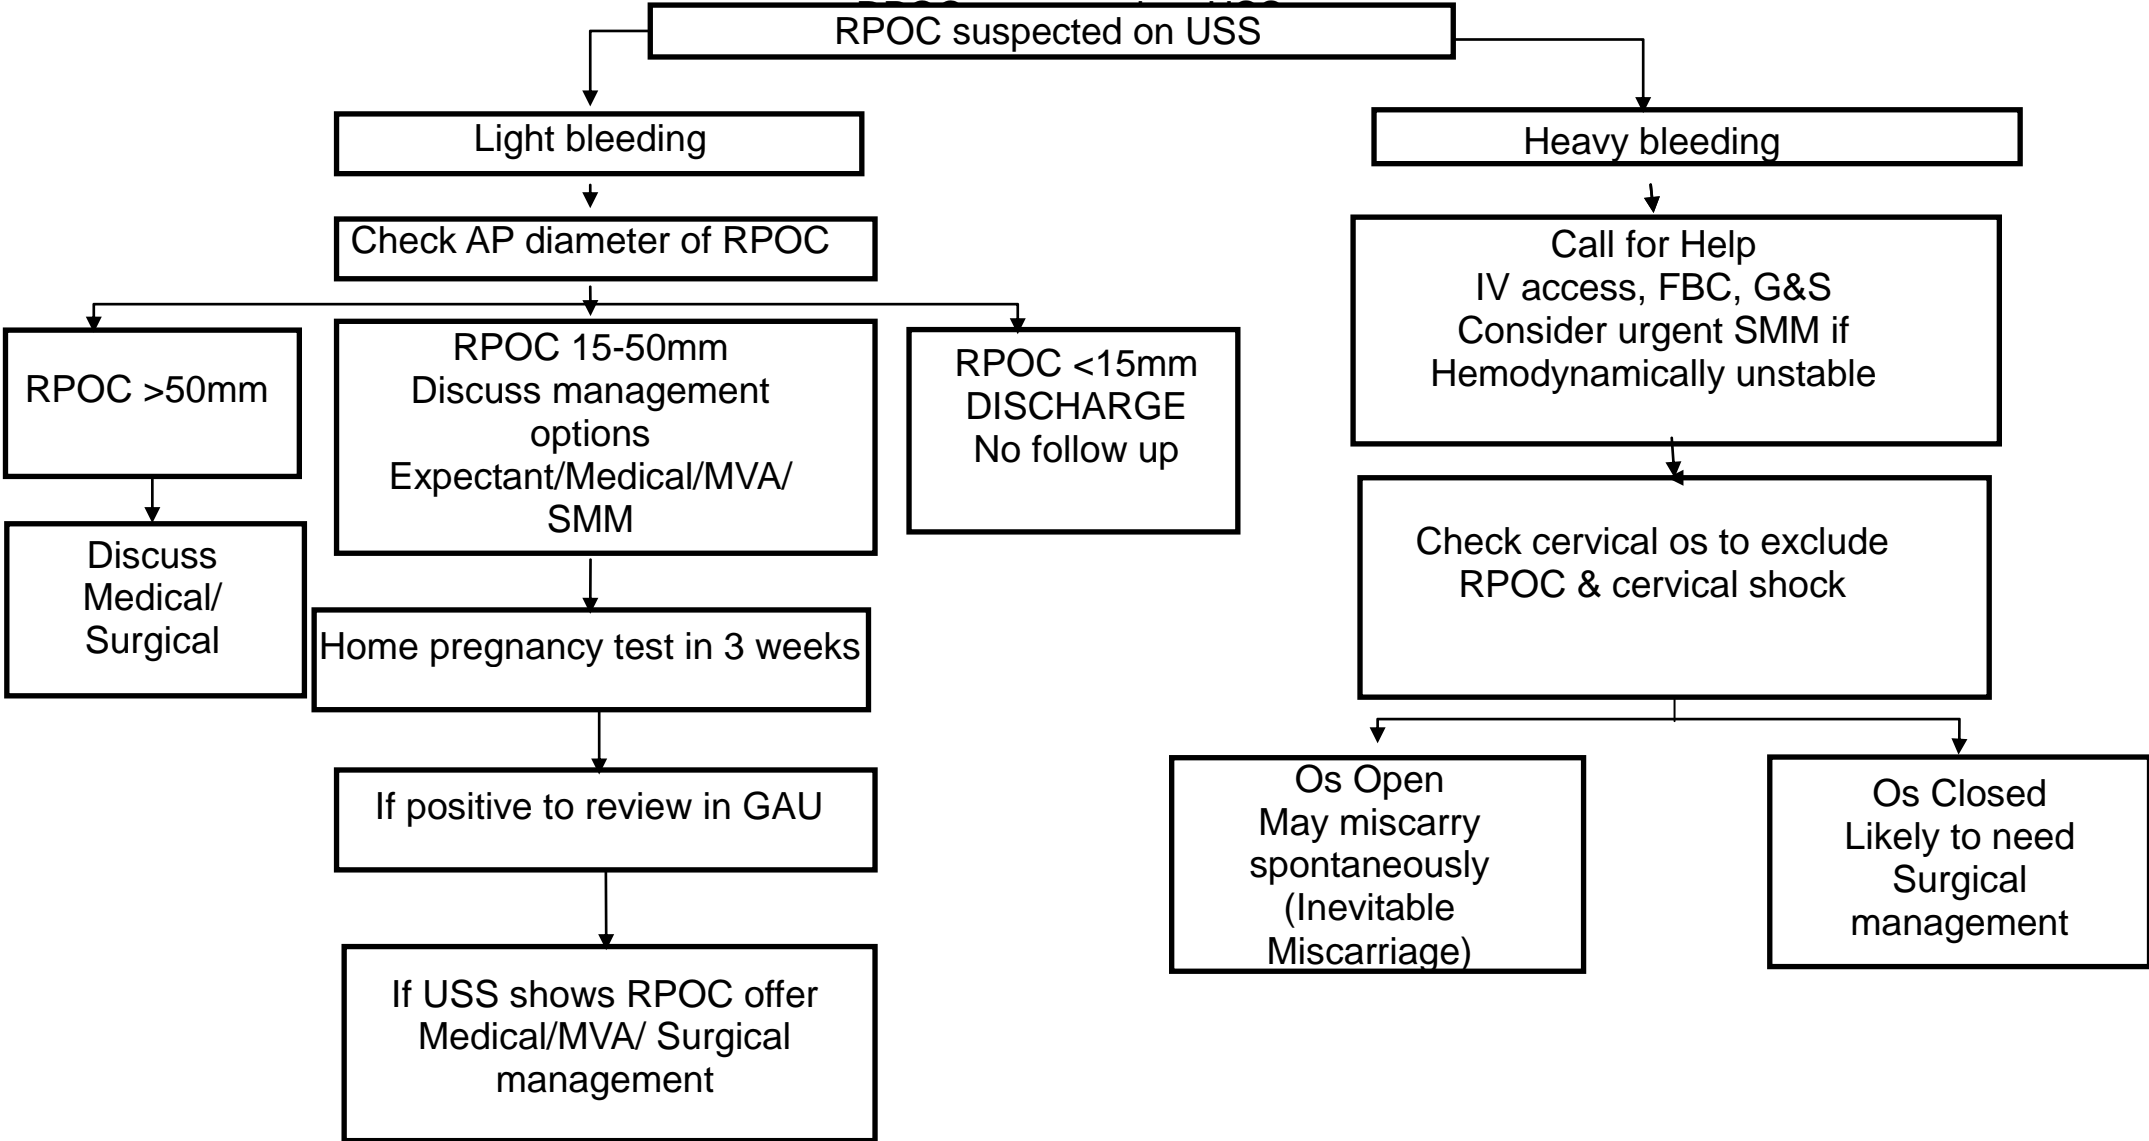 RPOC suspected on USS
Light bleeding
Heavy bleeding
Check AP diameter of RPOC
Call for Help
IV access, FBC, G&S
Consider urgent SMM if
Hemodynamically unstable
RPOC >50mm
RPOC 15-50mm
Discuss management
options
Expectant/Medical/MVA/
SMM
RPOC <15mm
DISCHARGE
No follow up
Discuss
Medical/
Surgical
Check cervical os to exclude
RPOC & cervical shock
Home pregnancy test in 3 weeks
If positive to review in GAU
Os Open
May miscarry
spontaneously
(Inevitable
Miscarriage)
Os Closed
Likely to need
Surgical
management
If USS shows RPOC offer
Medical/MVA/ Surgical
management